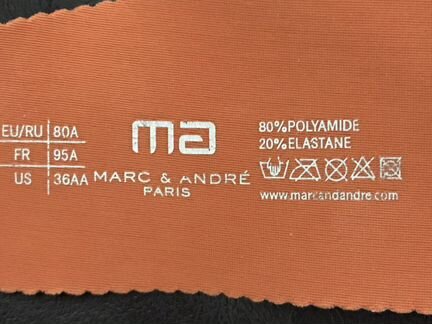 EU/RU 80A
FR 95A
US 36AA
ma
MARC & ANDRÉ
PARIS
80%POLYAMIDE
20%ELASTANE
www.marcandandre.com